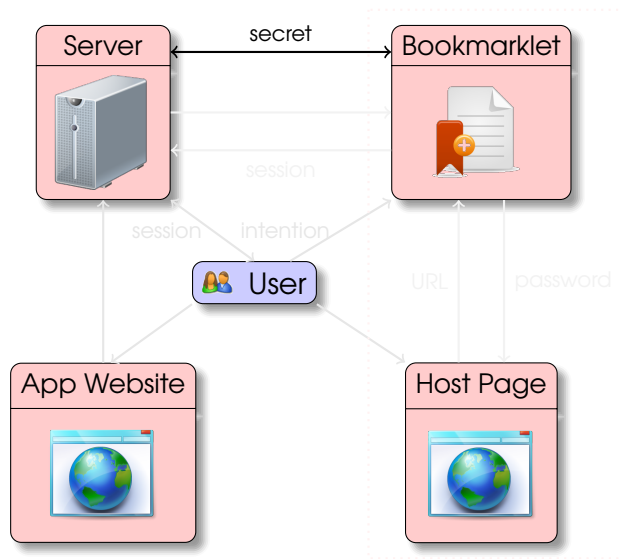 secret
Server
Bookmarklet
session
session
intention
User
URL
password
App Website
Host Page